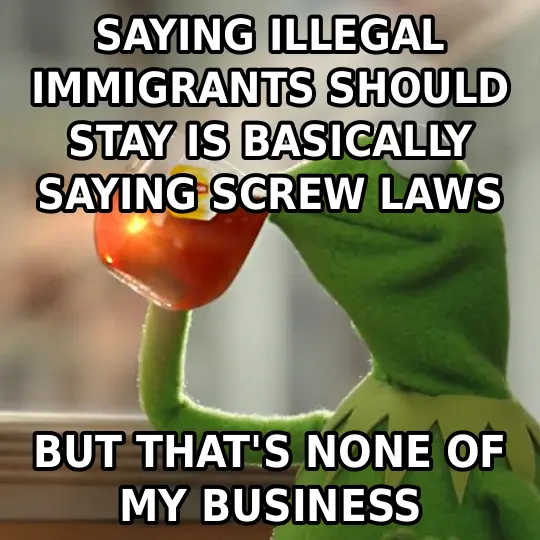 SAYING ILLEGAL
IMMIGRANTS SHOULD
STAY IS BASICALLY
SAYING SCREW LAWS
BUT THAT'S NONE OF
MY BUSINESS